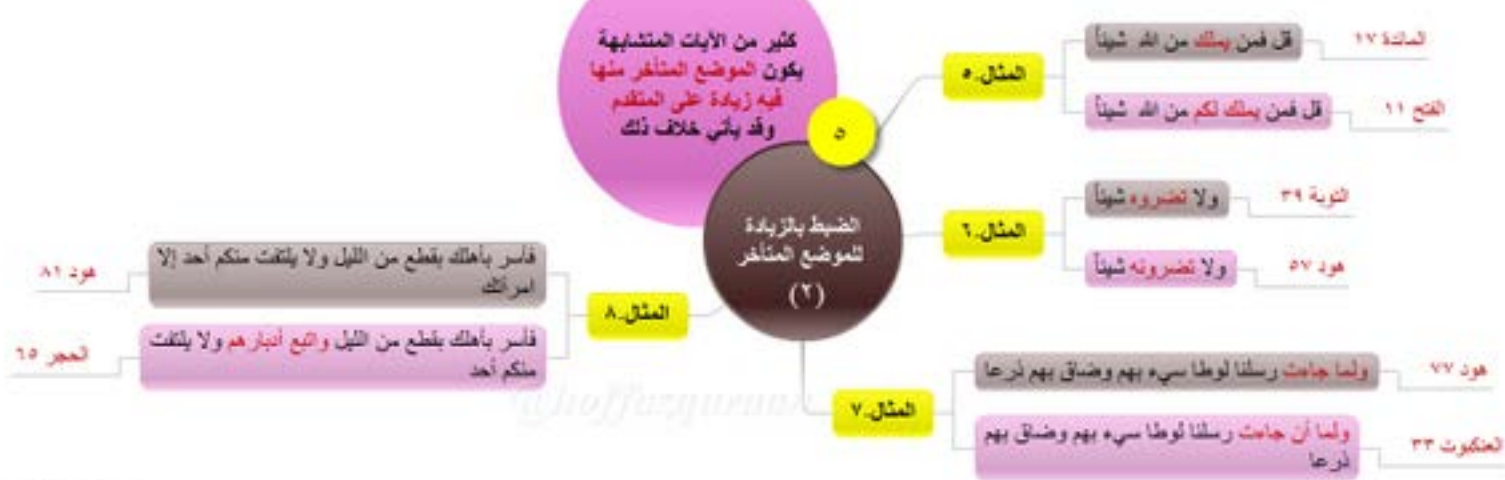 كثير من الآيات المتشابهة
يكون الموضع المتأخر منها
فيه زيادة على المتقدم
وقد يأتي خلاف ذلك
٥
الضبط بالزيادة
للموضع المتأخر
(٢)
المثال.٥
قل فمن يملك من الله شيئاً
المائدة ١٧
قل فمن يملك لكم من الله شيئاً
الفتح ١١
المثال.٦
ولا تضروه شيئاً
التوبة ٣٩
ولا تضرونه شيئاً
هود ٥٧
المثال.٧
ولما جاءت رسلنا لوطا سيء بهم وضاق بهم ذرعا
هود ٧٧
ولما أن جاءت رسلنا لوطا سيء بهم وضاق بهم
ذرعا
العنكبوت ٣٣
المثال.٨
فأسر بأهلك بقطع من الليل ولا يلتفت منكم أحد إلا
امرأتك
هود ٨١
فأسر بأهلك بقطع من الليل واتبع أدبارهم ولا يلتفت
منكم أحد
الحجر ٦٥